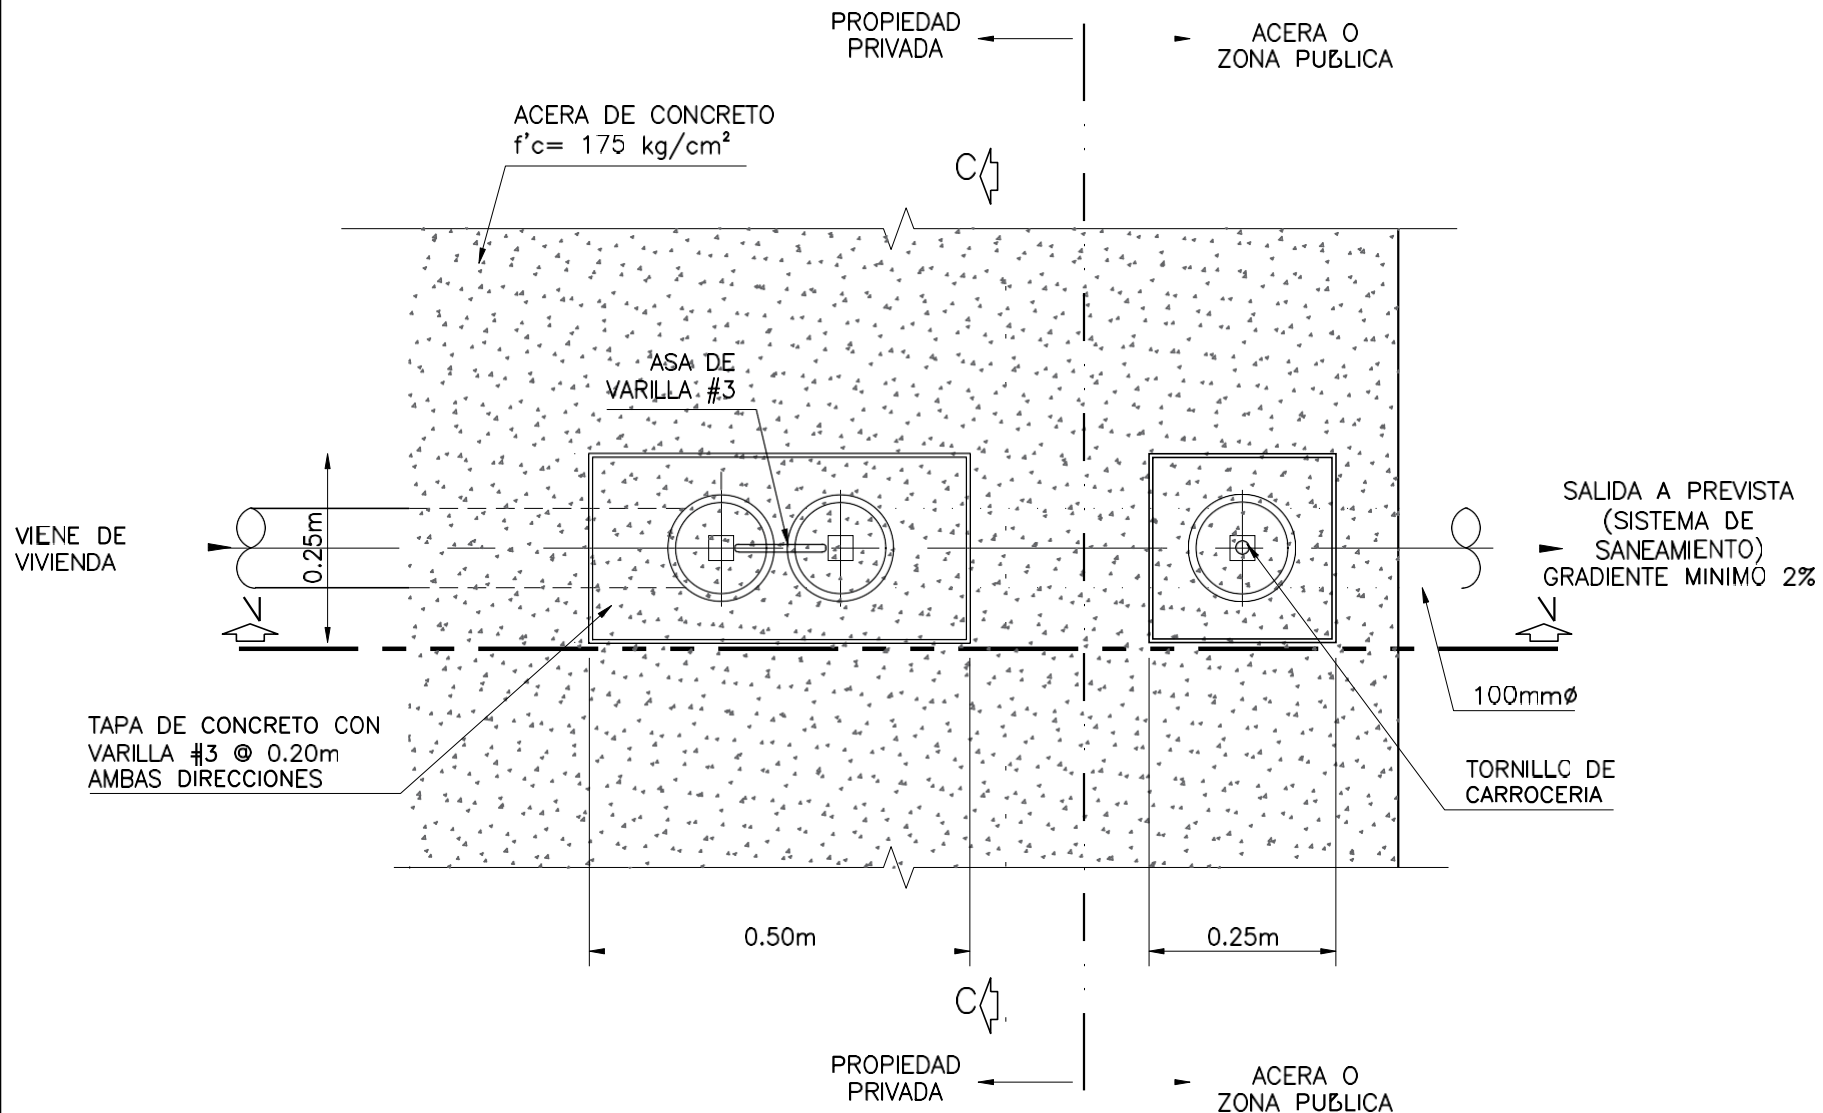 PROPIEDAD
PRIVADA
ACERA O
ZONA PUBLICA
ACERA DE CONCRETO
f'c= 175 kg/cm²
C
ASA DE
VARILLA #3
VIENE DE
VIVIENDA
0.25m
SALIDA A PREVISTA
(SISTEMA DE
SANEAMIENTO)
GRADIENTE MINIMO 2%
V
V
100mmø
TAPA DE CONCRETO CON
VARILLA #3 @ 0.20m
AMBAS DIRECCIONES
TORNILLO DE
CARROCERIA
0.50m
0.25m
C
PROPIEDAD
PRIVADA
ACERA O
ZONA PUBLICA